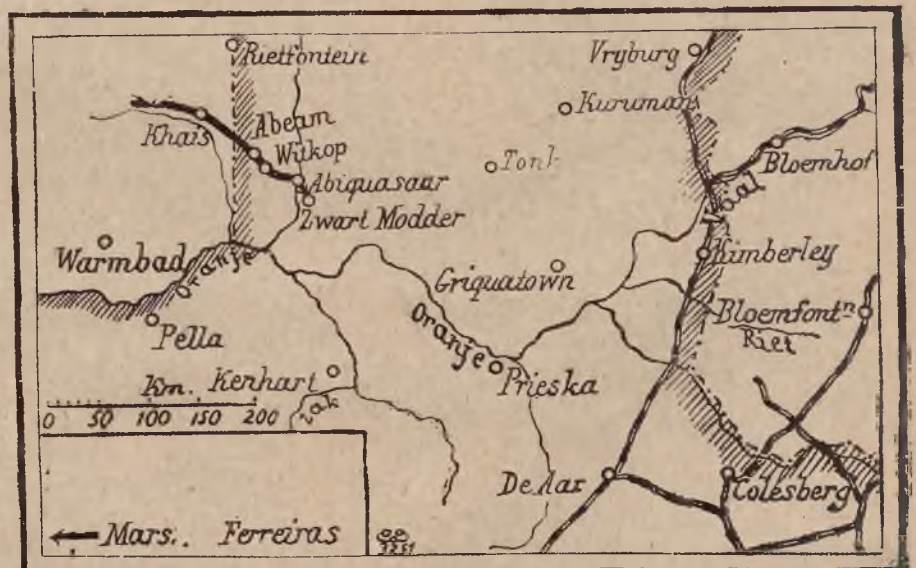 Rietfontein
Vryburg
Kuruman
Khais
Abeam
Witkop
Bloemhof
Abiquasaar
Zwart Modder
Vaal
Warmbad
Oranje
Kimberley
Griquatown
Bloemfontn
Riet
Pella
Oranje
Prieska
Kenhart
Km.
Zak
0 50 100 150 200
De Aar
Colesberg
Mars. Ferreiras